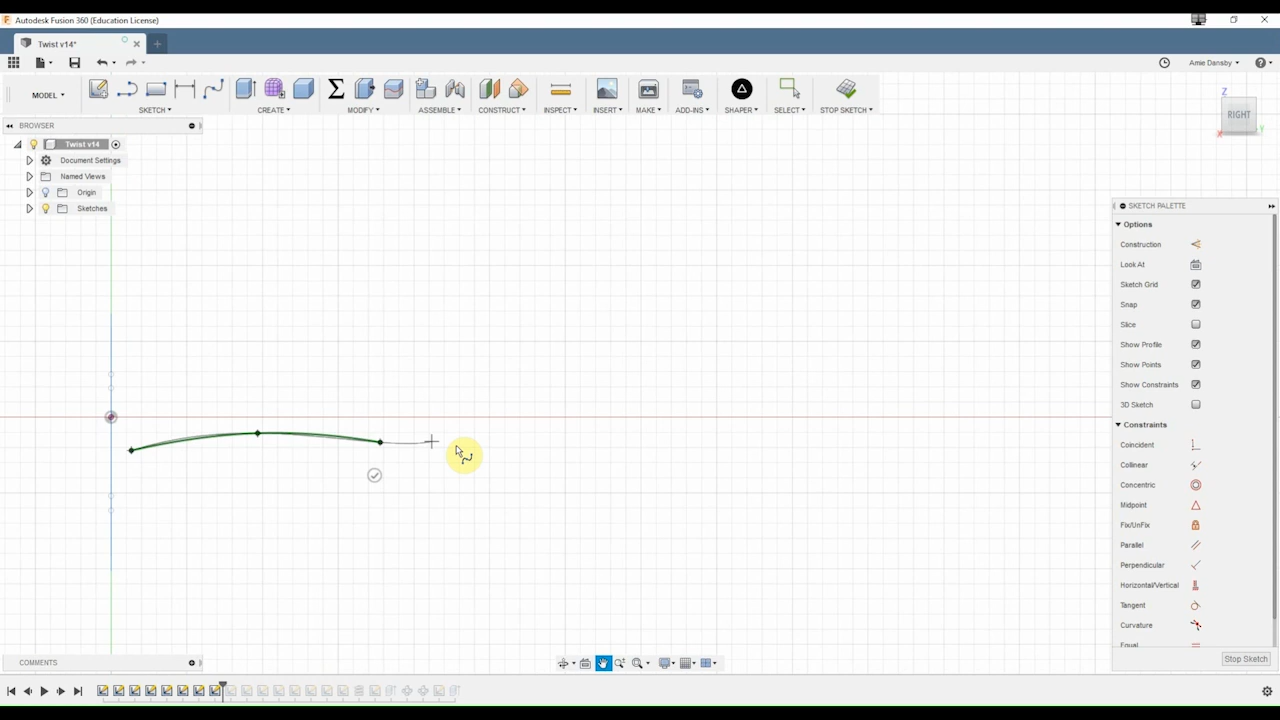 Autodesk Fusion 360 (Education License)
Twist v14*
Amie Dansby
MODEL
SKETCH
CREATE
MODIFY
ASSEMBLE
CONSTRUCT
INSPECT
INSERT
MAKE
ADD-INS
SHAPER
SELECT
STOP SKETCH
Z
RIGHT
X
Y
BROWSER
Twist v14
Document Settings
Named Views
Origin
Sketches
SKETCH PALETTE
Options
Construction
Look At
Sketch Grid
Snap
Slice
Show Profile
Show Points
Show Constraints
3D Sketch
Constraints
Coincident
Collinear
Concentric
Midpoint
Fix/UnFix
Parallel
Perpendicular
Horizontal/Vertical
Tangent
Curvature
Equal
Stop Sketch
COMMENTS